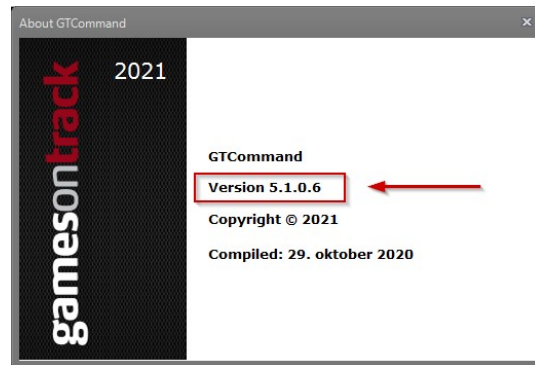 About GTCommand
2021
gamesontrack
GTCommand
Version 5.1.0.6
Copyright © 2021
Compiled: 29. oktober 2020